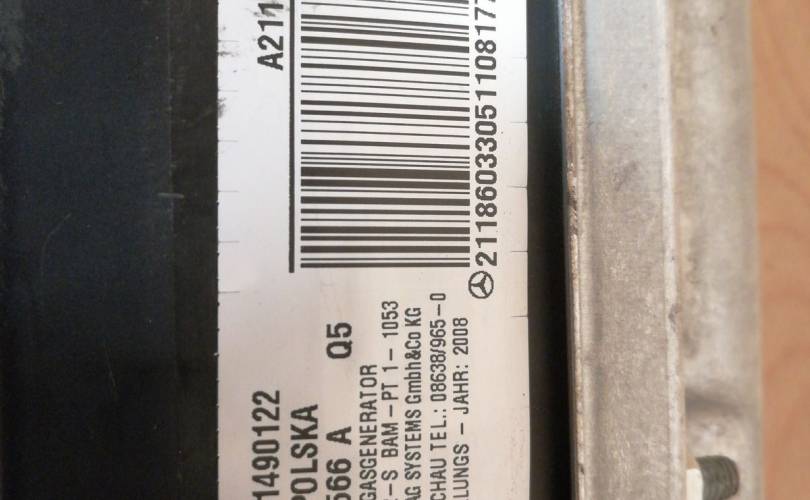 A211
2118603305110817
1490122
POLSKA
566 A Q5
GASGENERATOR
- S BAM - PT 1 - 1053
AG SYSTEMS Gmbh&Co KG
CHAU TEL.: 08638/965-0
LUNGS - JAHR: 2008